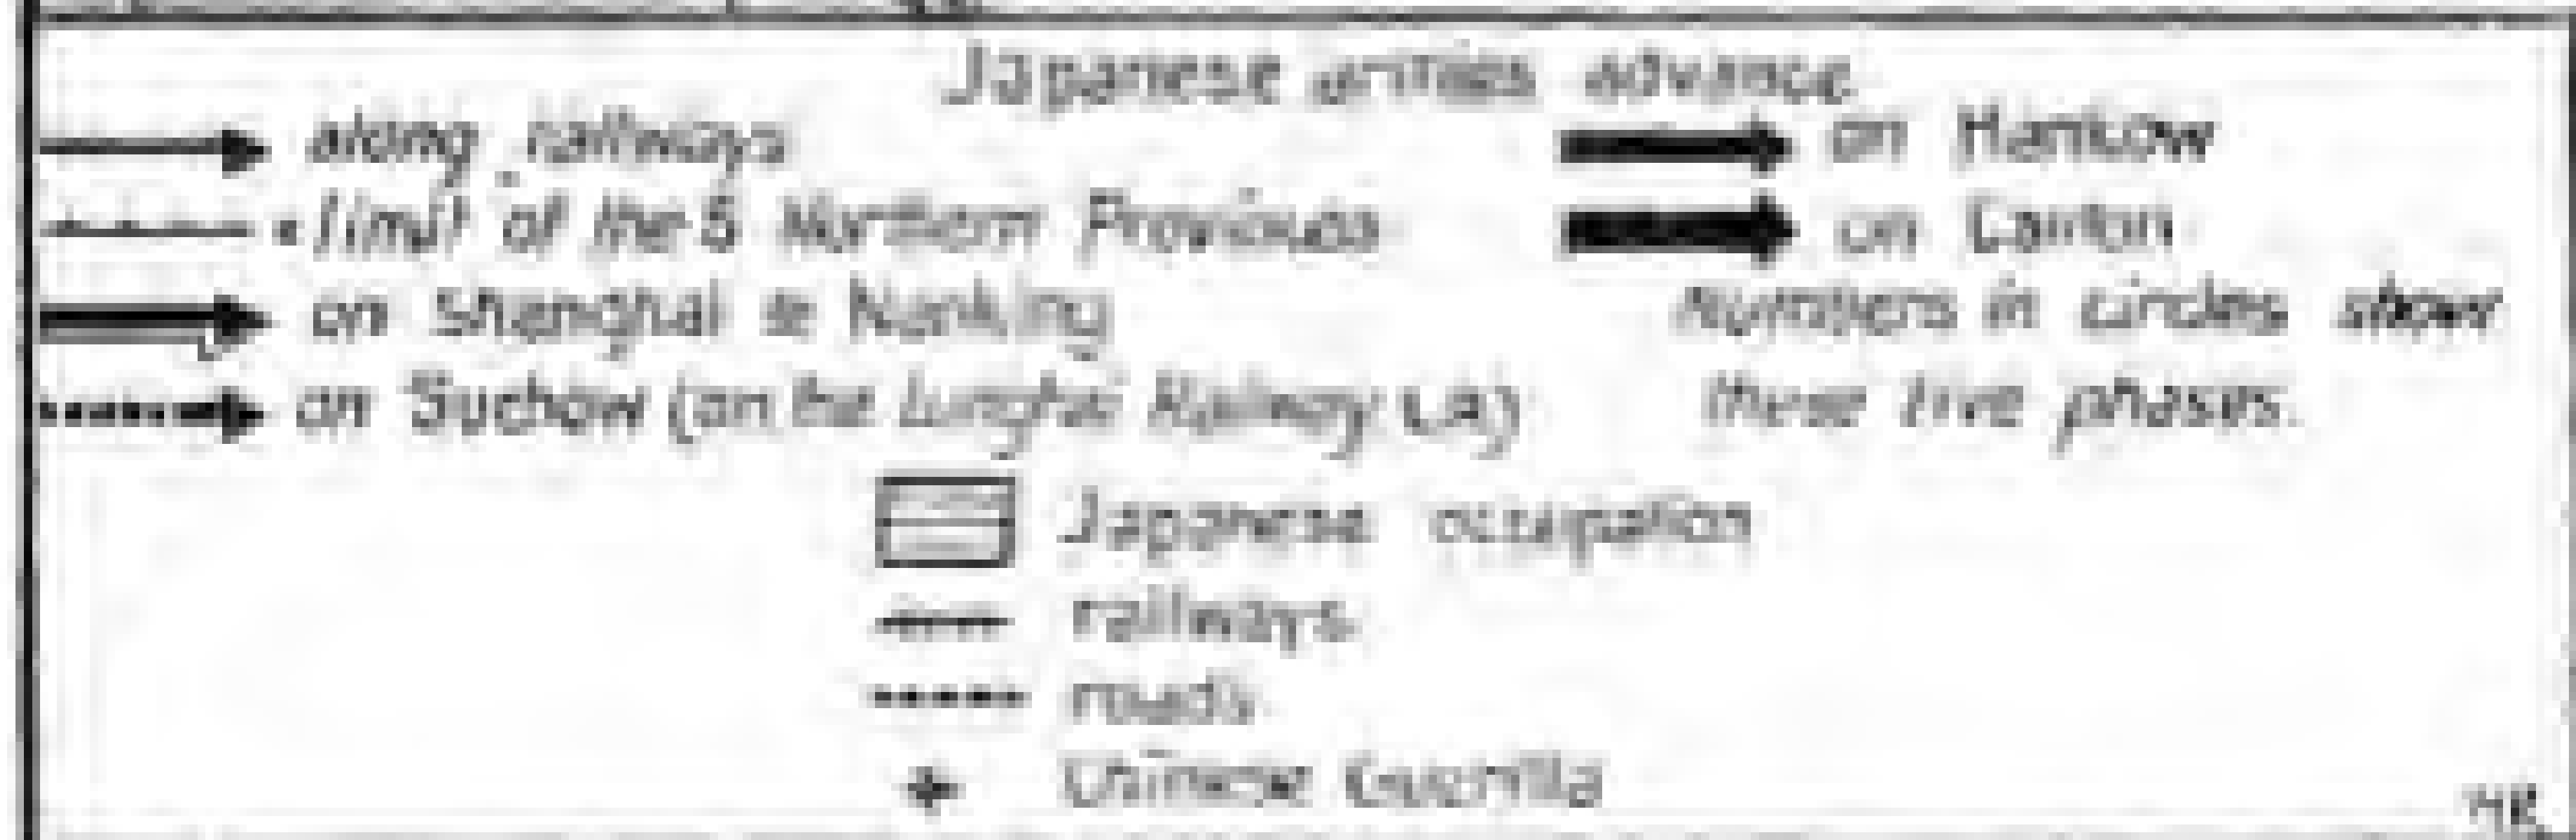 Japanese armies advance
along railways
on Hankow
limit of the 5 Northern Provinces
on Canton
on Shanghai & Nanking
Numbers in circles show
on Suchow (on the Lunghai Railway: LR)
these five phases.
Japanese occupation
railways
roads
Chinese Guerrilla